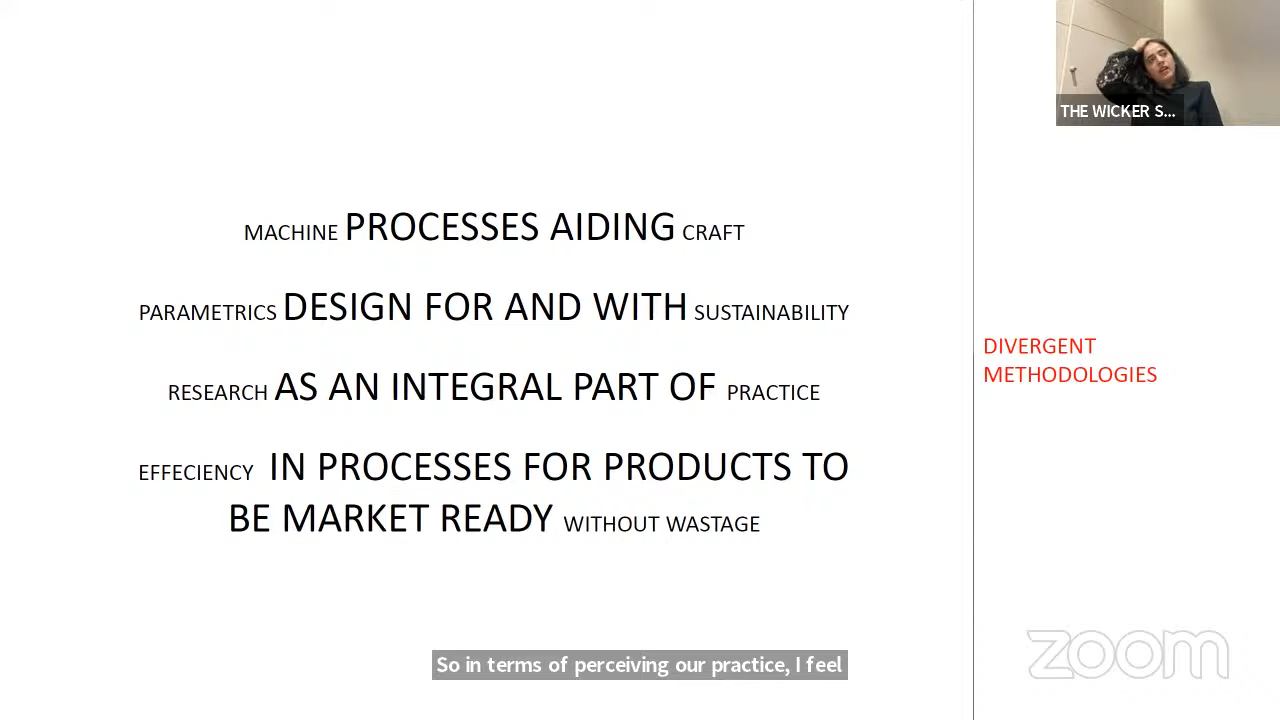 THE WICKER S...
MACHINE PROCESSES AIDING CRAFT
PARAMETRICS DESIGN FOR AND WITH SUSTAINABILITY
RESEARCH AS AN INTEGRAL PART OF PRACTICE
EFFECIENCY IN PROCESSES FOR PRODUCTS TO
BE MARKET READY WITHOUT WASTAGE
DIVERGENT
METHODOLOGIES
So in terms of perceiving our practice, I feel
zoom